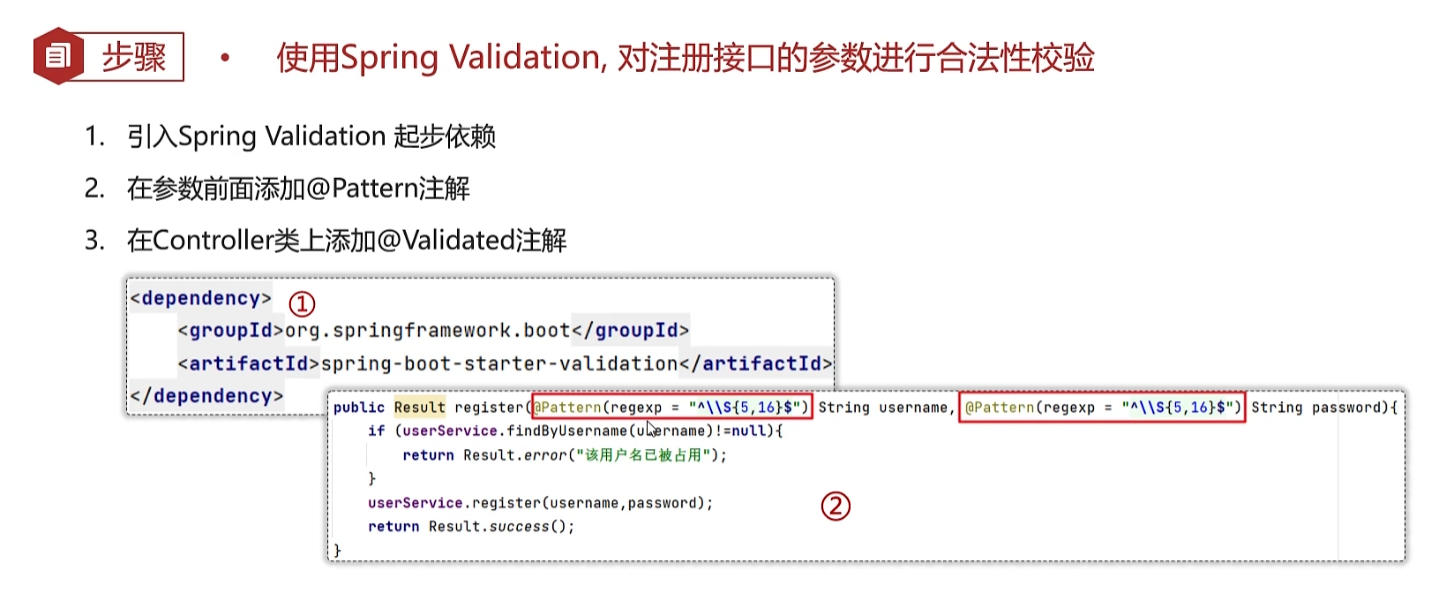 步骤
• 使用Spring Validation, 对注册接口的参数进行合法性校验
1. 引入Spring Validation 起步依赖
2. 在参数前面添加@Pattern注解
3. 在Controller类上添加@Validated注解
<dependency> ①
<groupId>org.springframework.boot</groupId>
<artifactId>spring-boot-starter-validation</artifactId>
</dependency>
public Result register(@Pattern(regexp = "^\\S{5,16}$") String username, @Pattern(regexp = "^\\S{5,16}$") String password){
if (userService.findByUsername(username)!=null){
return Result.error("该用户名已被占用");
}
userService.register(username,password);
②
return Result.success();
}